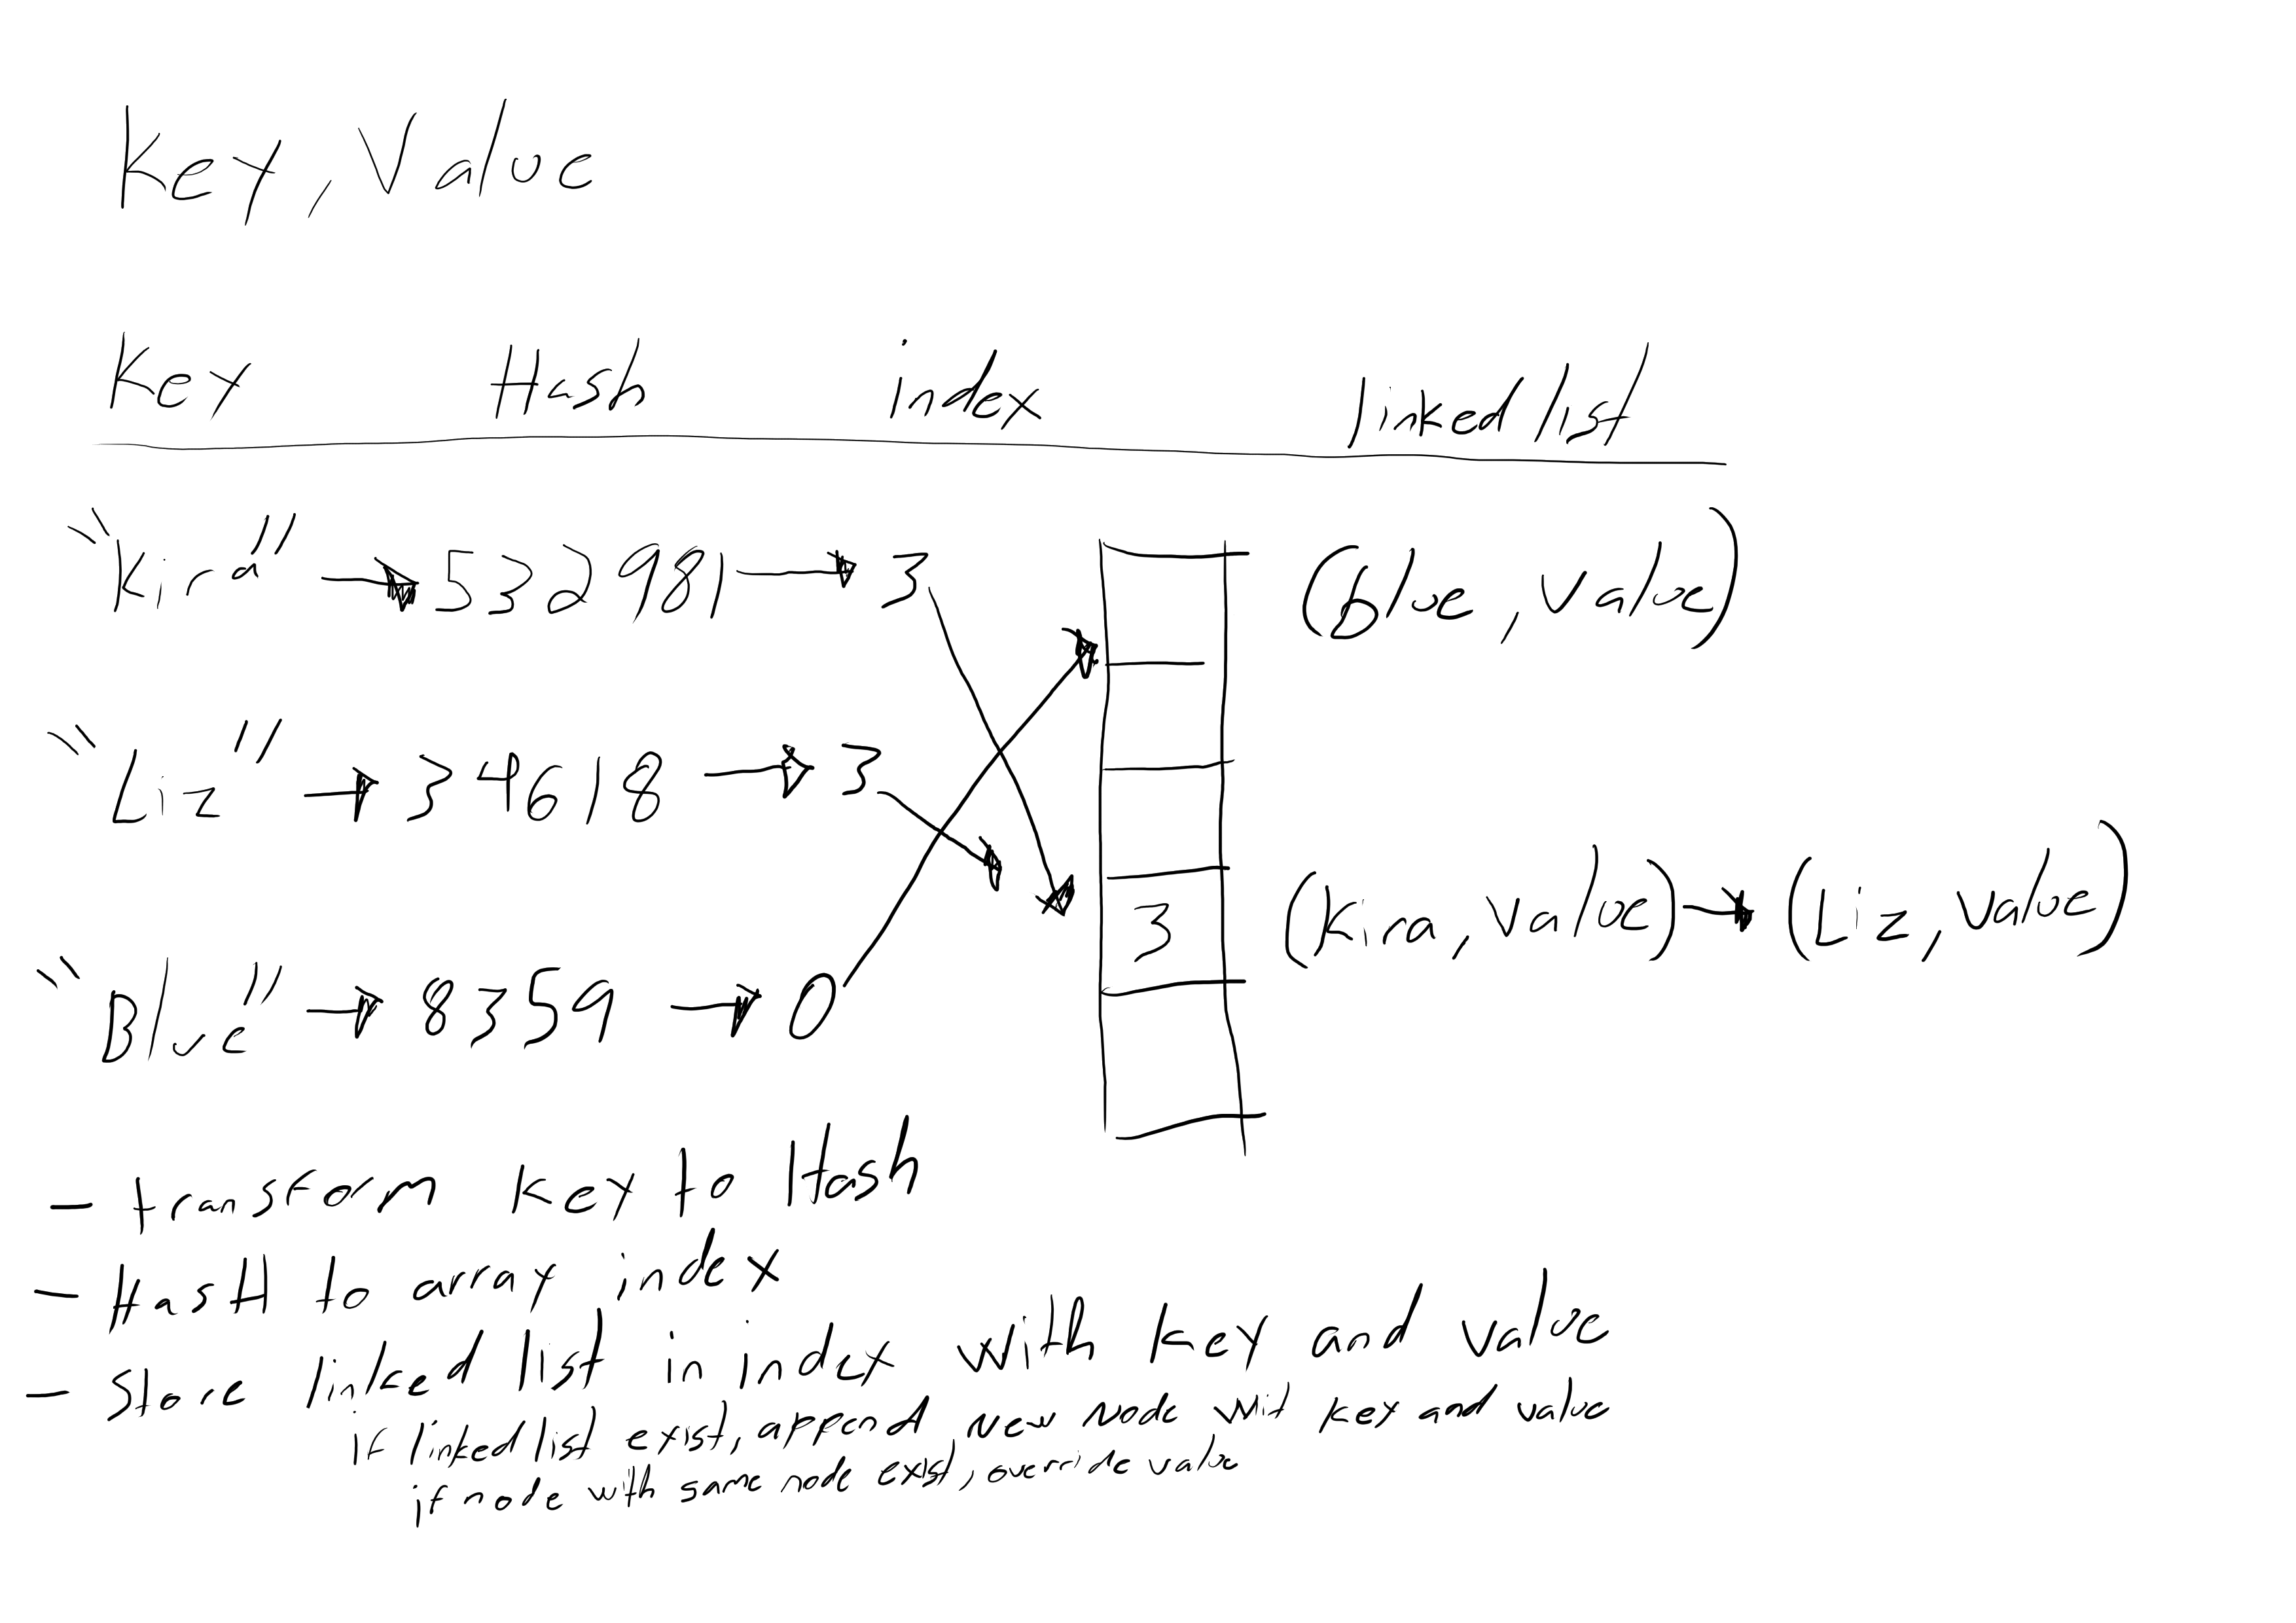 Key, Value
Key Hash index linked list
"Kira" → 532981 → 3 (blue, value)
"Liz" → 34618 → 3
3 (Kira, value) → (Liz, value)
"Blue" → 8359 → 0
- transform key to Hash
- HasH to array index
- Store linked list in index with key and value
if linked list exist, append new node wit key and value
if node with same node exist, override value